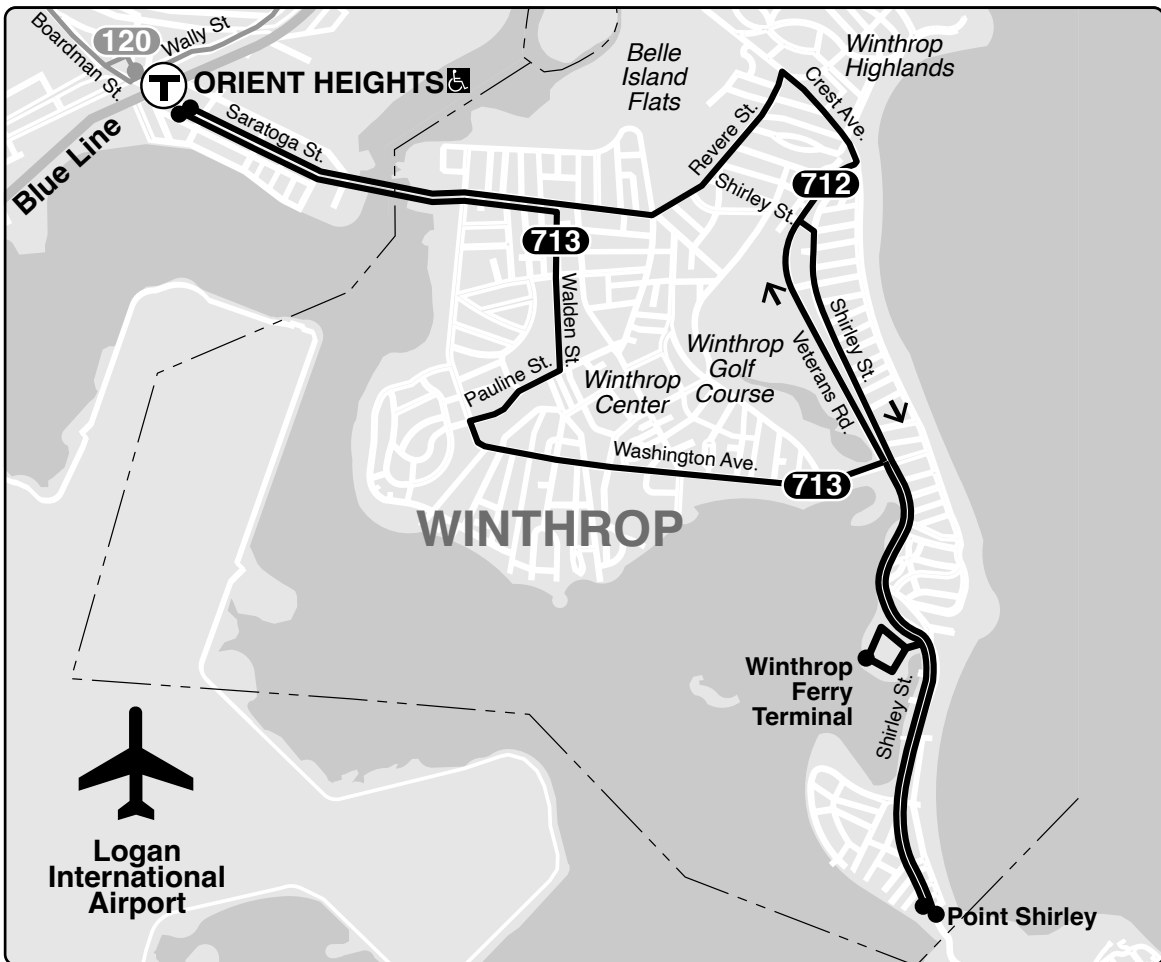 Boardman St.
120
Wally St
T
ORIENT HEIGHTS
Blue Line
Saratoga St.
Belle
Island
Flats
Winthrop
Highlands
Crest Ave.
Revere St.
712
Shirley St.
713
Walden St.
Shirley St.
Veterans Rd.
Winthrop
Golf
Course
Pauline St.
Winthrop
Center
Washington Ave.
713
WINTHROP
Winthrop
Ferry
Terminal
Shirley St.
Logan
International
Airport
Point Shirley